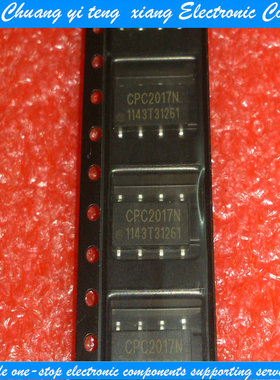 Chuang yi teng xiang Electronic Co
CPC2017N
1143T31261
CPC2017N
1143T31261
CPC2017N
le one-stop electronic components supporting serv